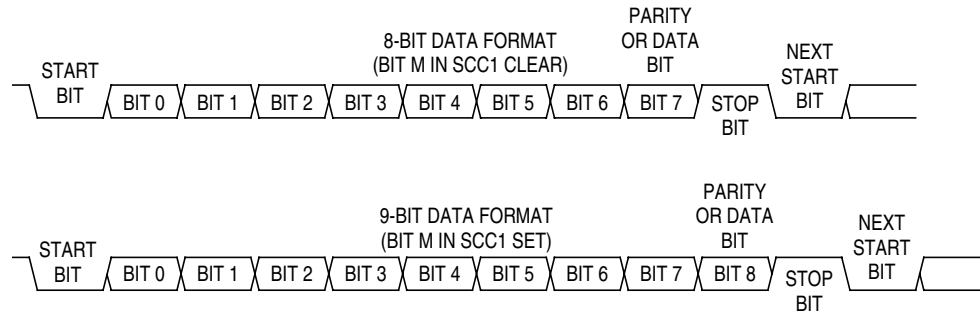 PARITY
OR DATA
BIT
8-BIT DATA FORMAT
(BIT M IN SCC1 CLEAR)
START
BIT
NEXT
START
BIT
BIT 0 BIT 1 BIT 2 BIT 3 BIT 4 BIT 5 BIT 6 BIT 7
STOP
BIT
PARITY
OR DATA
BIT
9-BIT DATA FORMAT
(BIT M IN SCC1 SET)
START
BIT
NEXT
START
BIT
BIT 0 BIT 1 BIT 2 BIT 3 BIT 4 BIT 5 BIT 6 BIT 7 BIT 8
STOP
BIT